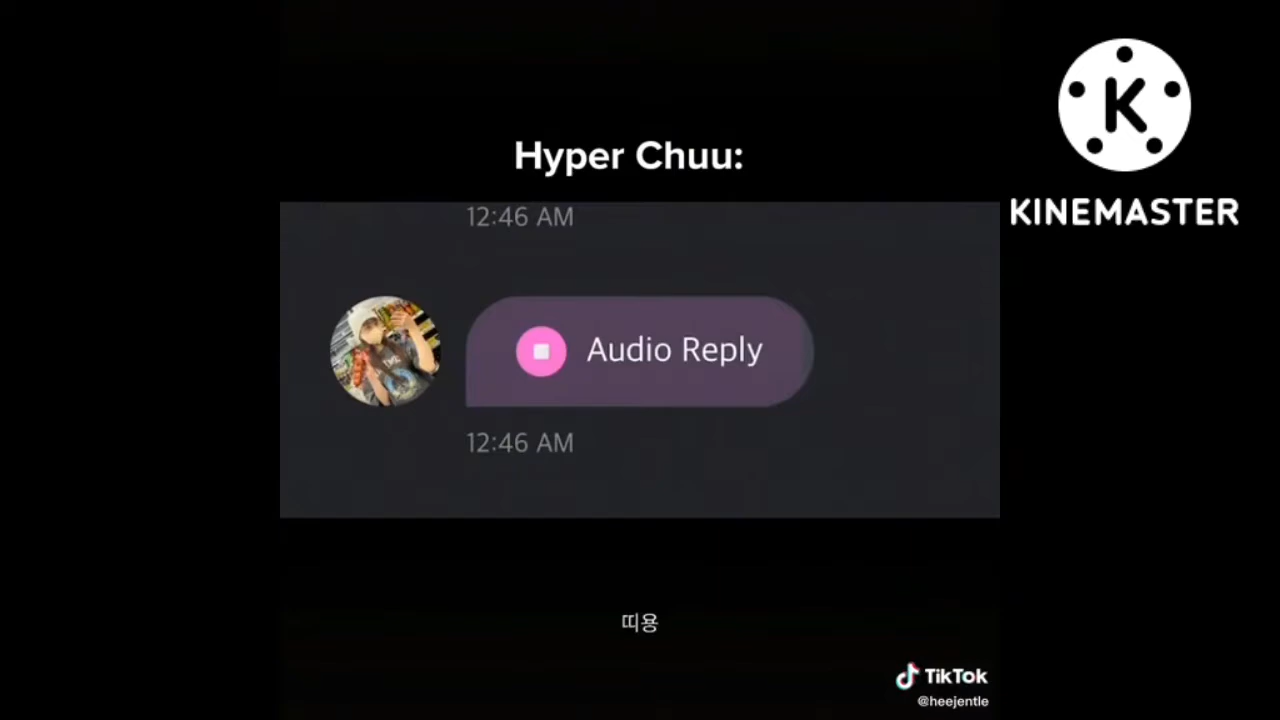 Hyper Chuu:
12:46 AM
Audio Reply
12:46 AM
띠용
K
KINEMASTER
TikTok
@heejentle